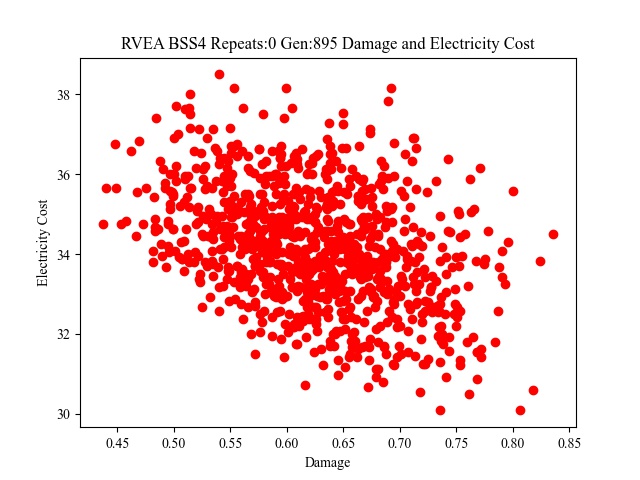 RVEA BSS4 Repeats:0 Gen:895 Damage and Electricity Cost
Electricity Cost
38
36
34
32
30
0.45 0.50 0.55 0.60 0.65 0.70 0.75 0.80 0.85
Damage